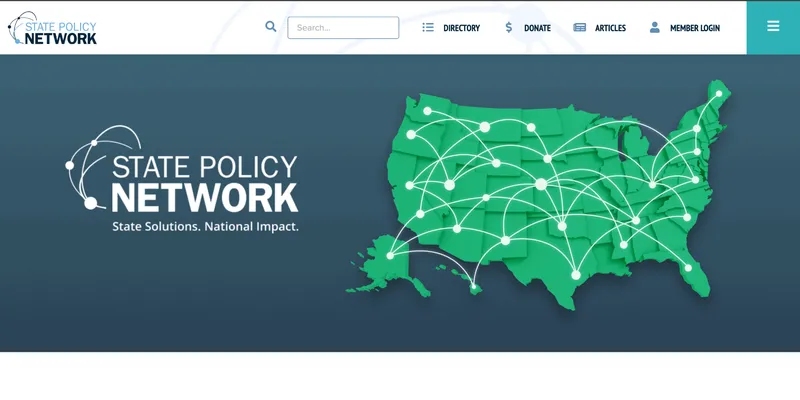 STATE POLICY
NETWORK
Search...
DIRECTORY
DONATE
ARTICLES
MEMBER LOGIN
STATE POLICY
NETWORK
State Solutions. National Impact.